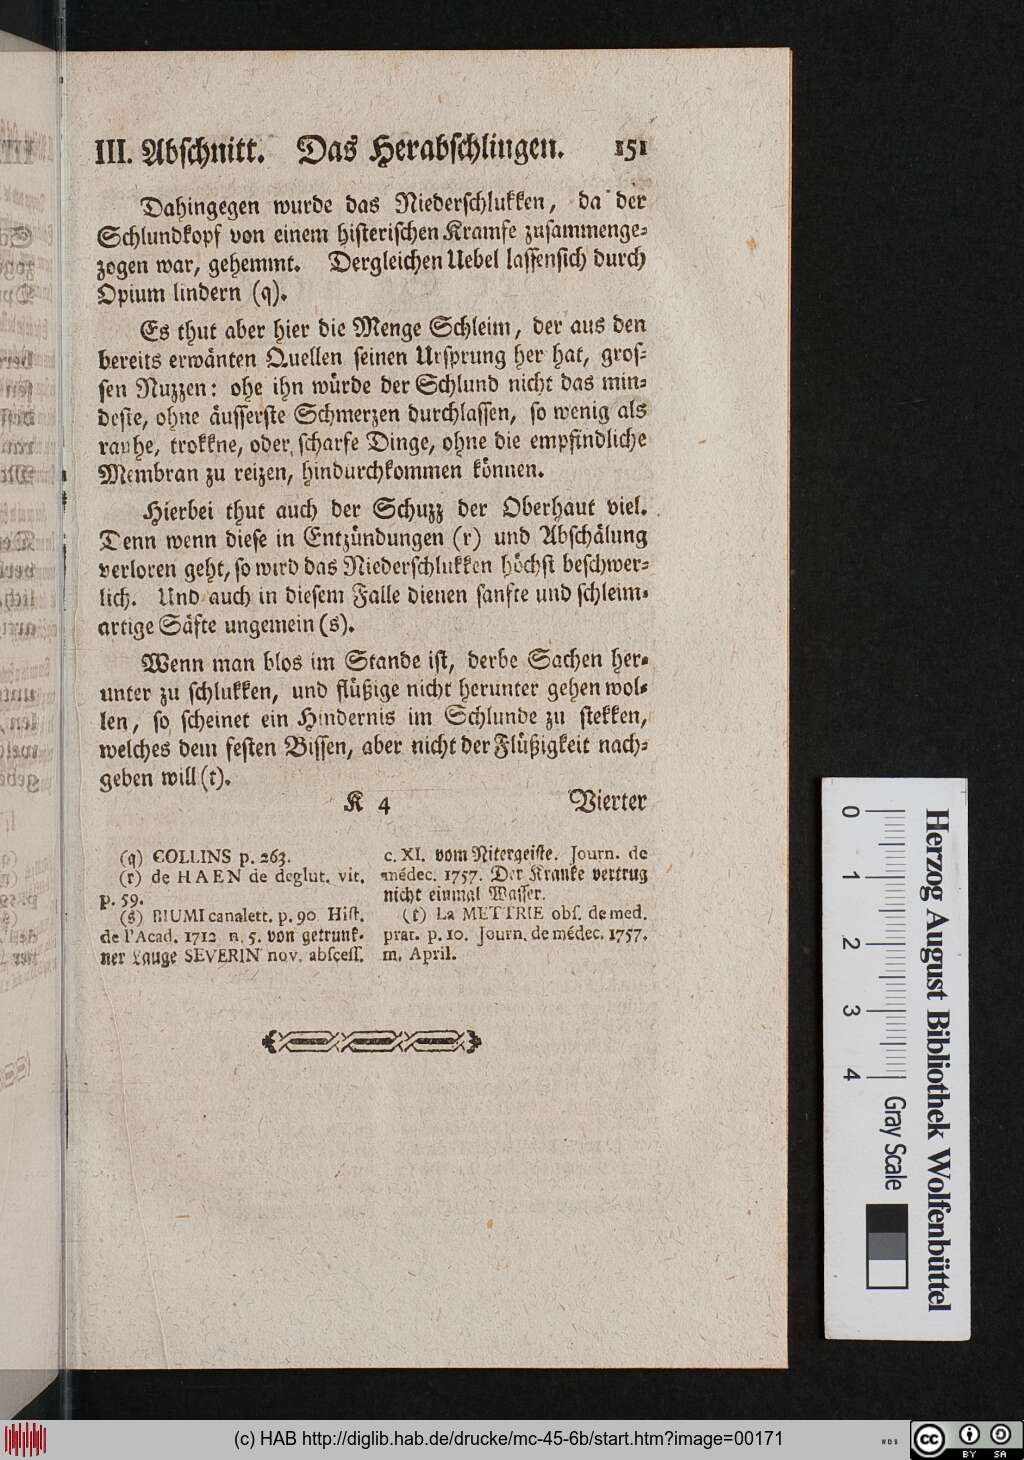 III. Abſchnitt. Das Herabſchlingen. 151
Dahingegen wurde das Niederſchlukken, da der
Schlundkopf von einem hiſteriſchen Kramfe zuſammenge⸗
zogen war, gehemmt. Dergleichen Uebel laſſenſich durch
Opium lindern (q).
Es thut aber hier die Menge Schleim, der aus den
bereits erwänten Quellen ſeinen Urſprung her hat, groſ⸗
ſen Nuzzen: ohe ihn würde der Schlund nicht das min⸗
deſte, ohne äuſſerſte Schmerzen durchlaſſen, ſo wenig als
rauhe, trokkne, oder ſcharfe Dinge, ohne die empfindliche
Membran zu reizen, hindurchkommen können.
Hierbei thut auch der Schuzz der Oberhaut viel.
Denn wenn dieſe in Entzündungen (r) und Abſchälung
verloren geht, ſo wird das Niederſchlukken höchſt beſchwer⸗
lich. Und auch in dieſem Falle dienen ſanfte und ſchleim⸗
artige Säfte ungemein (s).
Wenn man blos im Stande iſt, derbe Sachen her⸗
unter zu ſchlukken, und flüßige nicht herunter gehen wol⸗
len, ſo ſcheinet ein Hindernis im Schlunde zu ſtekken,
welches dem feſten Biſſen, aber nicht der Flüßigkeit nach⸗
geben will (t).
K 4 Vierter
(q) COLLINS p. 263.
(r) de HAEN de deglut. vit.
p. 59.
(s) BIUMI canalett. p. 90 Hiſt.
de l'Acad. 1712 n. 5. von getrunk⸗
ner Lauge SEVERIN nov. abſceſſ.
c. XI. vom Nitergeiſte. Journ. de
médec. 1757. Der Kranke vertrug
nicht einmal Waſſer.
(t) La METTRIE obſ. de med.
prat. p. 10. Journ. de médec. 1757.
m. April.
Herzog August Bibliothek Wolfenbüttel
0 1 2 3 4 Gray Scale
(c) HAB http://diglib.hab.de/drucke/mc-45-6b/start.htm?image=00171
cc BY SA